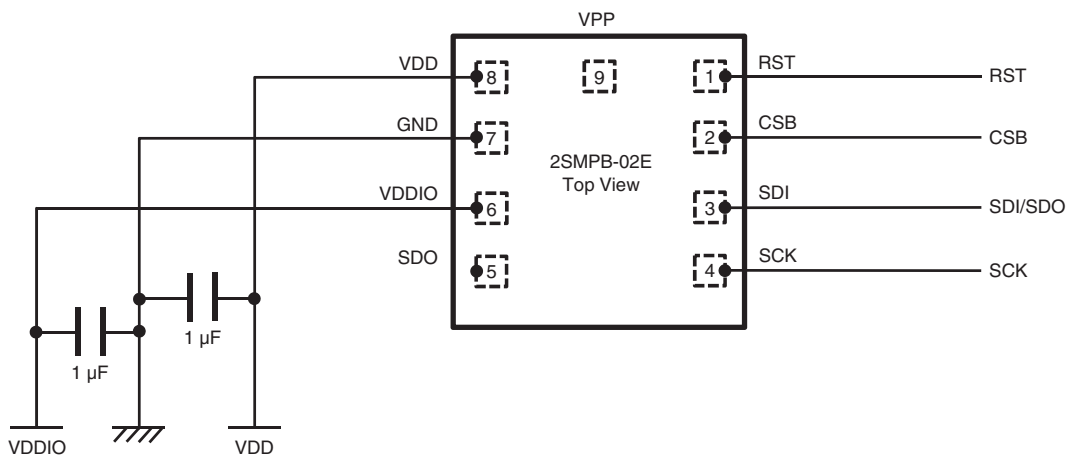 VPP
VDD
8
9
1
RST
RST
GND
7
2
CSB
CSB
2SMPB-02E
Top View
VDDIO
6
3
SDI
SDI/SDO
SDO
5
4
SCK
SCK
1 µF
1 µF
VDDIO
VDD